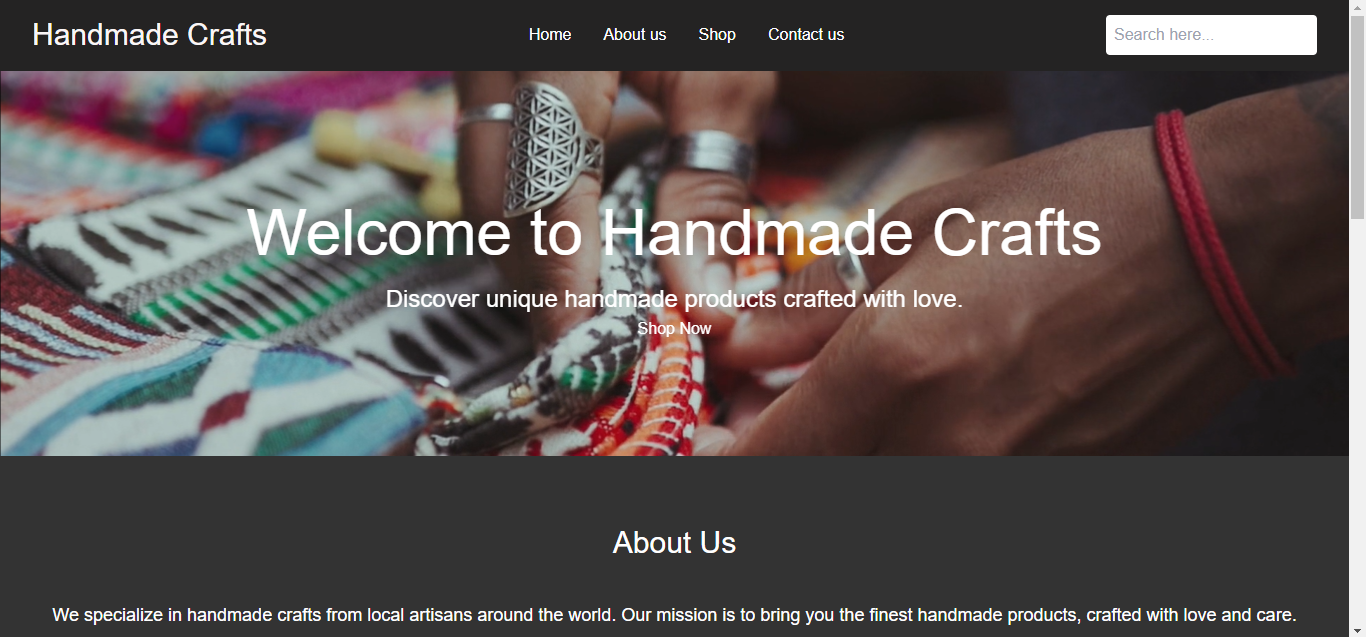 Handmade Crafts
Home About us Shop Contact us
Search here...
Welcome to Handmade Crafts
Discover unique handmade products crafted with love.
Shop Now
About Us
We specialize in handmade crafts from local artisans around the world. Our mission is to bring you the finest handmade products, crafted with love and care.